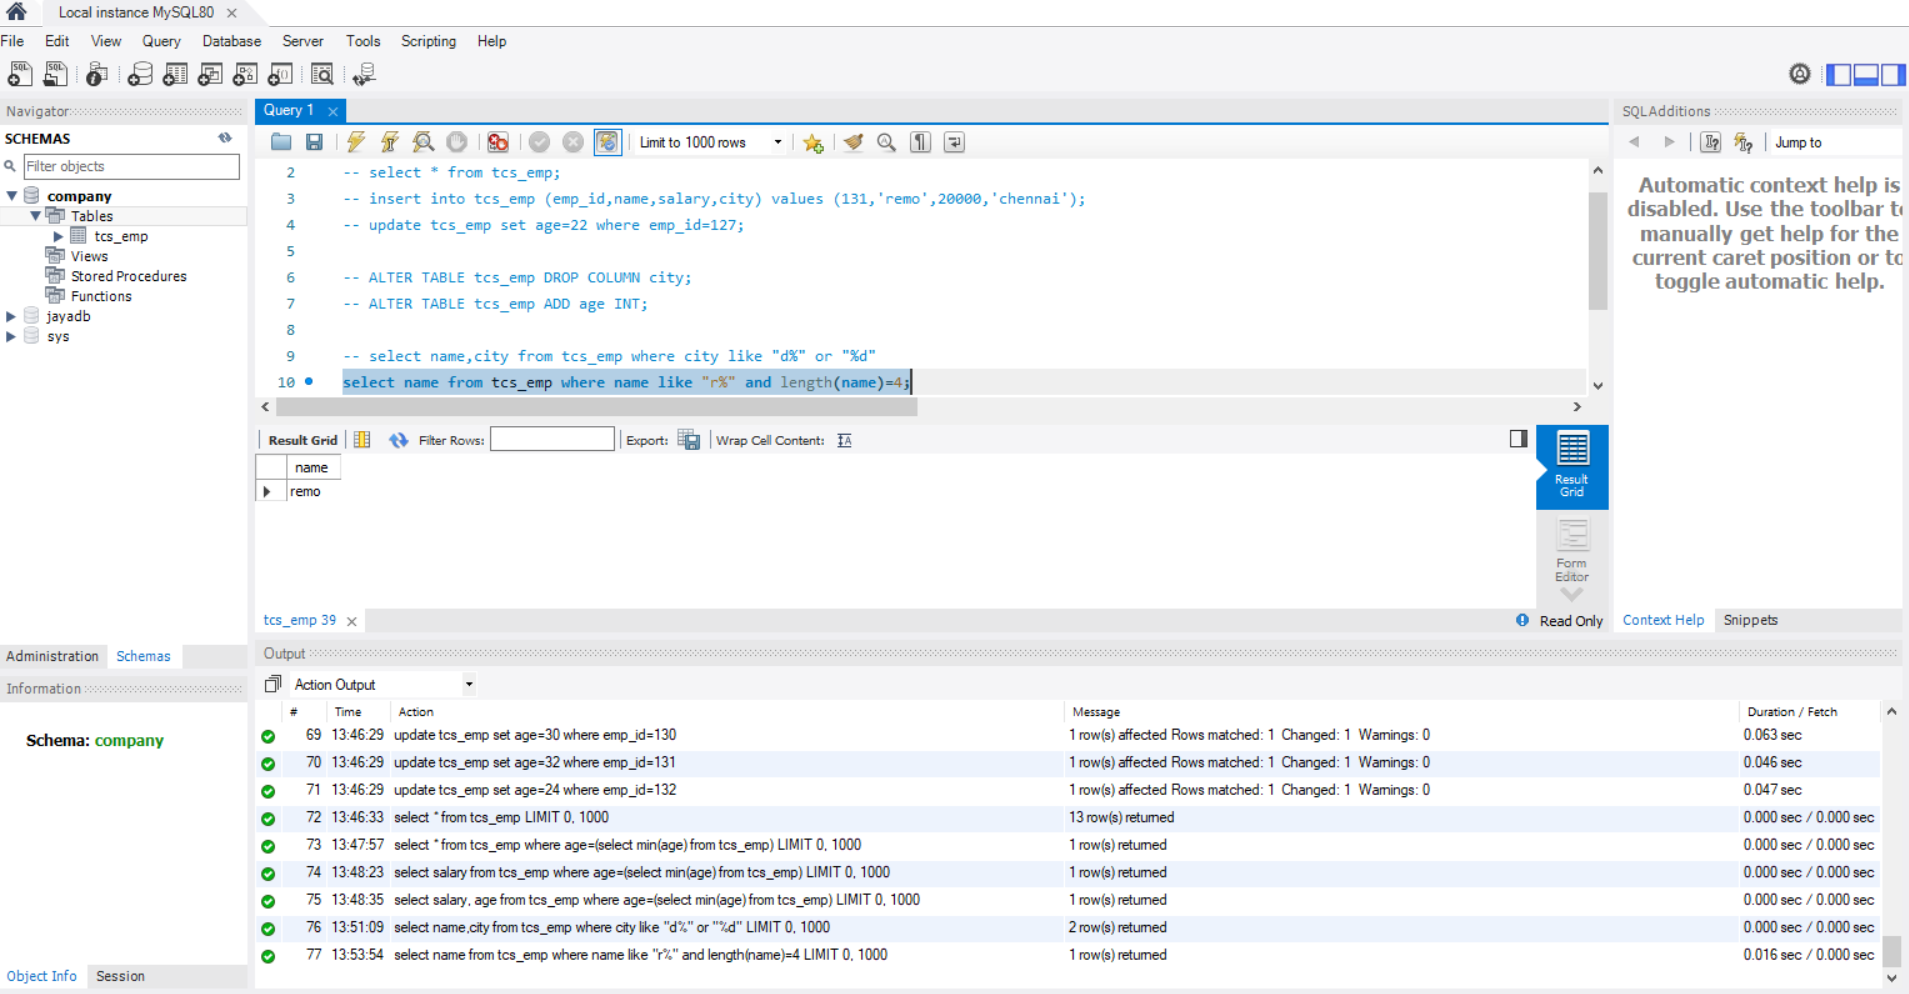 Local instance MySQL80 ×
File Edit View Query Database Server Tools Scripting Help
Navigator
SCHEMAS
Filter objects
company
Tables
tcs_emp
Views
Stored Procedures
Functions
jayadb
sys
Administration Schemas
Information
Schema: company
Object Info Session
Query 1 ×
Limit to 1000 rows
2 -- select * from tcs_emp;
3 -- insert into tcs_emp (emp_id,name,salary,city) values (131,'remo',20000,'chennai');
4 -- update tcs_emp set age=22 where emp_id=127;
5
6 -- ALTER TABLE tcs_emp DROP COLUMN city;
7 -- ALTER TABLE tcs_emp ADD age INT;
8
9 -- select name,city from tcs_emp where city like "d%" or "%d"
10 select name from tcs_emp where name like "r%" and length(name)=4;
Result Grid Filter Rows: Export: Wrap Cell Content:
name
remo
Result
Grid
Form
Editor
tcs_emp 39 × Read Only
SQLAdditions
Jump to
Automatic context help is
disabled. Use the toolbar to
manually get help for the
current caret position or to
toggle automatic help.
Context Help Snippets
Output
Action Output
# Time Action Message Duration / Fetch
69 13:46:29 update tcs_emp set age=30 where emp_id=130 1 row(s) affected Rows matched: 1 Changed: 1 Warnings: 0 0.063 sec
70 13:46:29 update tcs_emp set age=32 where emp_id=131 1 row(s) affected Rows matched: 1 Changed: 1 Warnings: 0 0.046 sec
71 13:46:29 update tcs_emp set age=24 where emp_id=132 1 row(s) affected Rows matched: 1 Changed: 1 Warnings: 0 0.047 sec
72 13:46:33 select * from tcs_emp LIMIT 0, 1000 13 row(s) returned 0.000 sec / 0.000 sec
73 13:47:57 select * from tcs_emp where age=(select min(age) from tcs_emp) LIMIT 0, 1000 1 row(s) returned 0.000 sec / 0.000 sec
74 13:48:23 select salary from tcs_emp where age=(select min(age) from tcs_emp) LIMIT 0, 1000 1 row(s) returned 0.000 sec / 0.000 sec
75 13:48:35 select salary, age from tcs_emp where age=(select min(age) from tcs_emp) LIMIT 0, 1000 1 row(s) returned 0.000 sec / 0.000 sec
76 13:51:09 select name,city from tcs_emp where city like "d%" or "%d" LIMIT 0, 1000 2 row(s) returned 0.000 sec / 0.000 sec
77 13:53:54 select name from tcs_emp where name like "r%" and length(name)=4 LIMIT 0, 1000 1 row(s) returned 0.016 sec / 0.000 sec